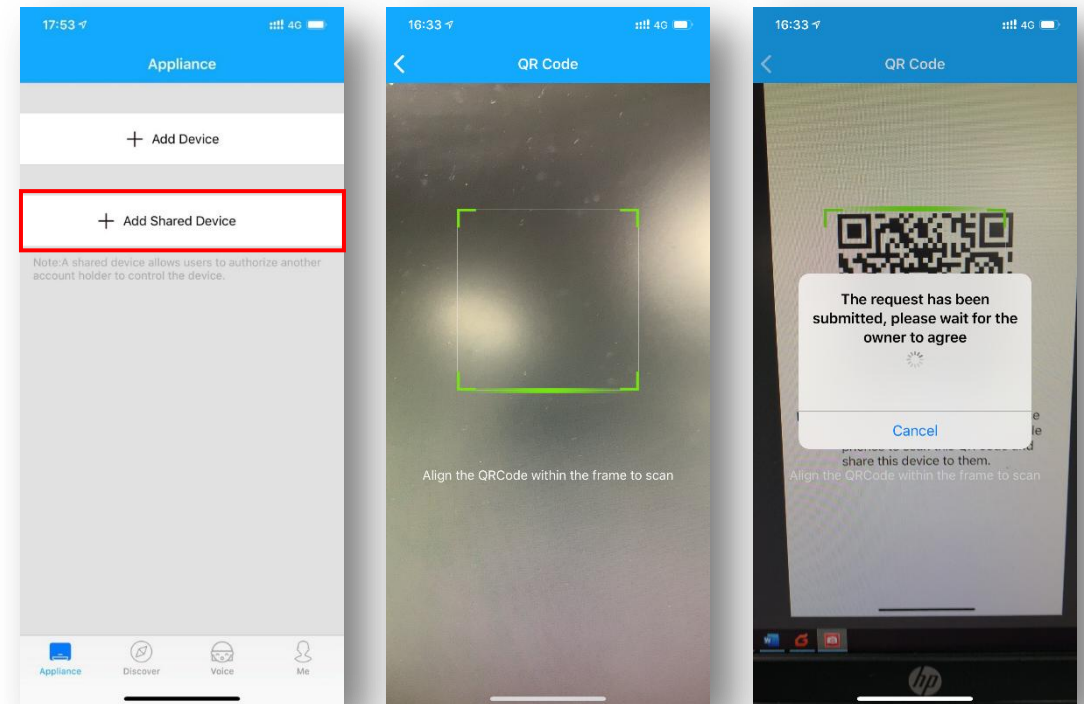 17:53
4G
Appliance
+ Add Device
+ Add Shared Device
Note:A shared device allows users to authorize another
account holder to control the device.
Appliance
Discover
Voice
Me
16:33
4G
QR Code
Align the QRCode within the frame to scan
16:33
4G
QR Code
The request has been
submitted, please wait for the
owner to agree
Cancel
share this device to them.
Align the QRCode within the frame to scan
hp